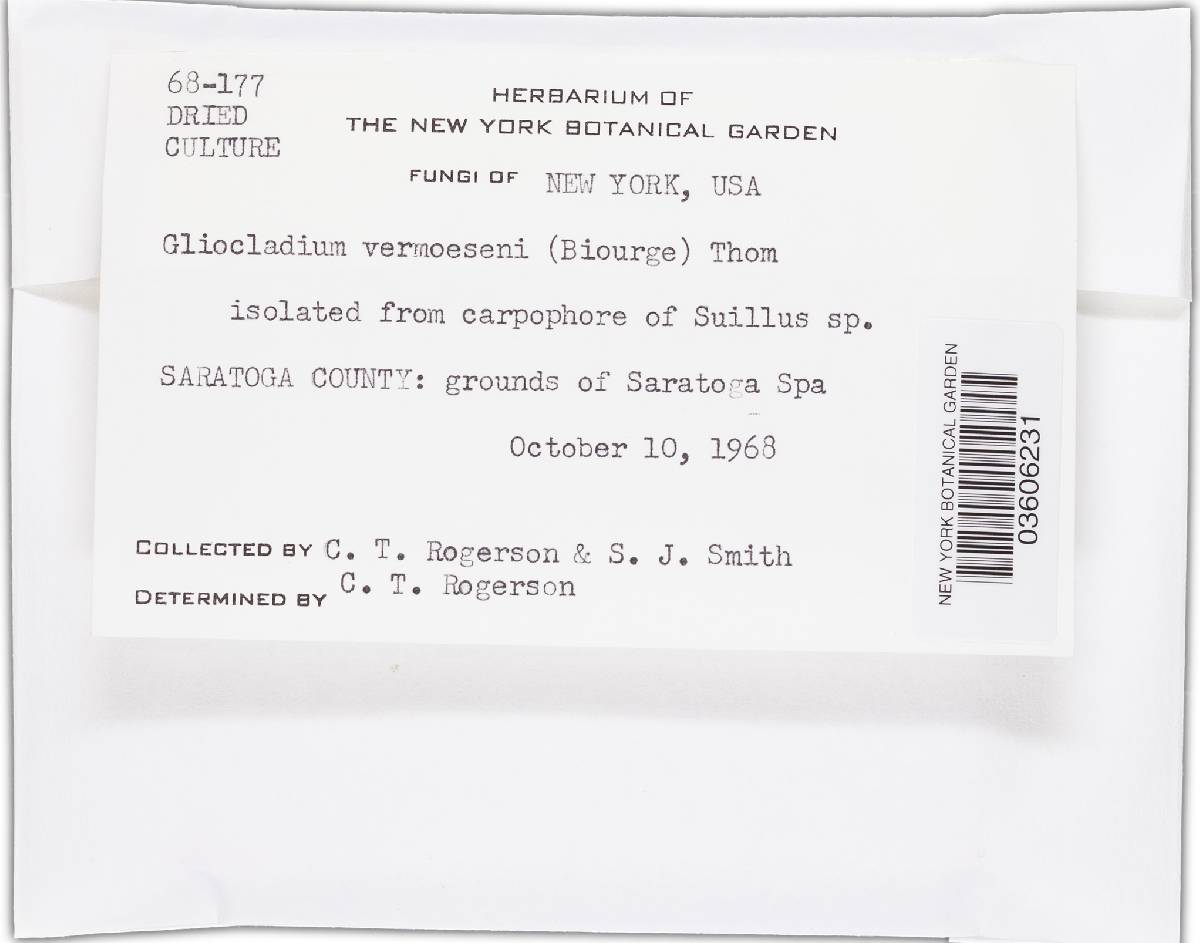 68-177
DRIED
CULTURE
HERBARIUM OF
THE NEW YORK BOTANICAL GARDEN
FUNGI OF NEW YORK, USA
Gliocladium vermoeseni (Biourge) Thom
isolated from carpophore of Suillus sp.
SARATOGA COUNTY: grounds of Saratoga Spa
October 10, 1968
COLLECTED BY C. T. Rogerson & S. J. Smith
DETERMINED BY C. T. Rogerson
NEW YORK BOTANICAL GARDEN
03606231